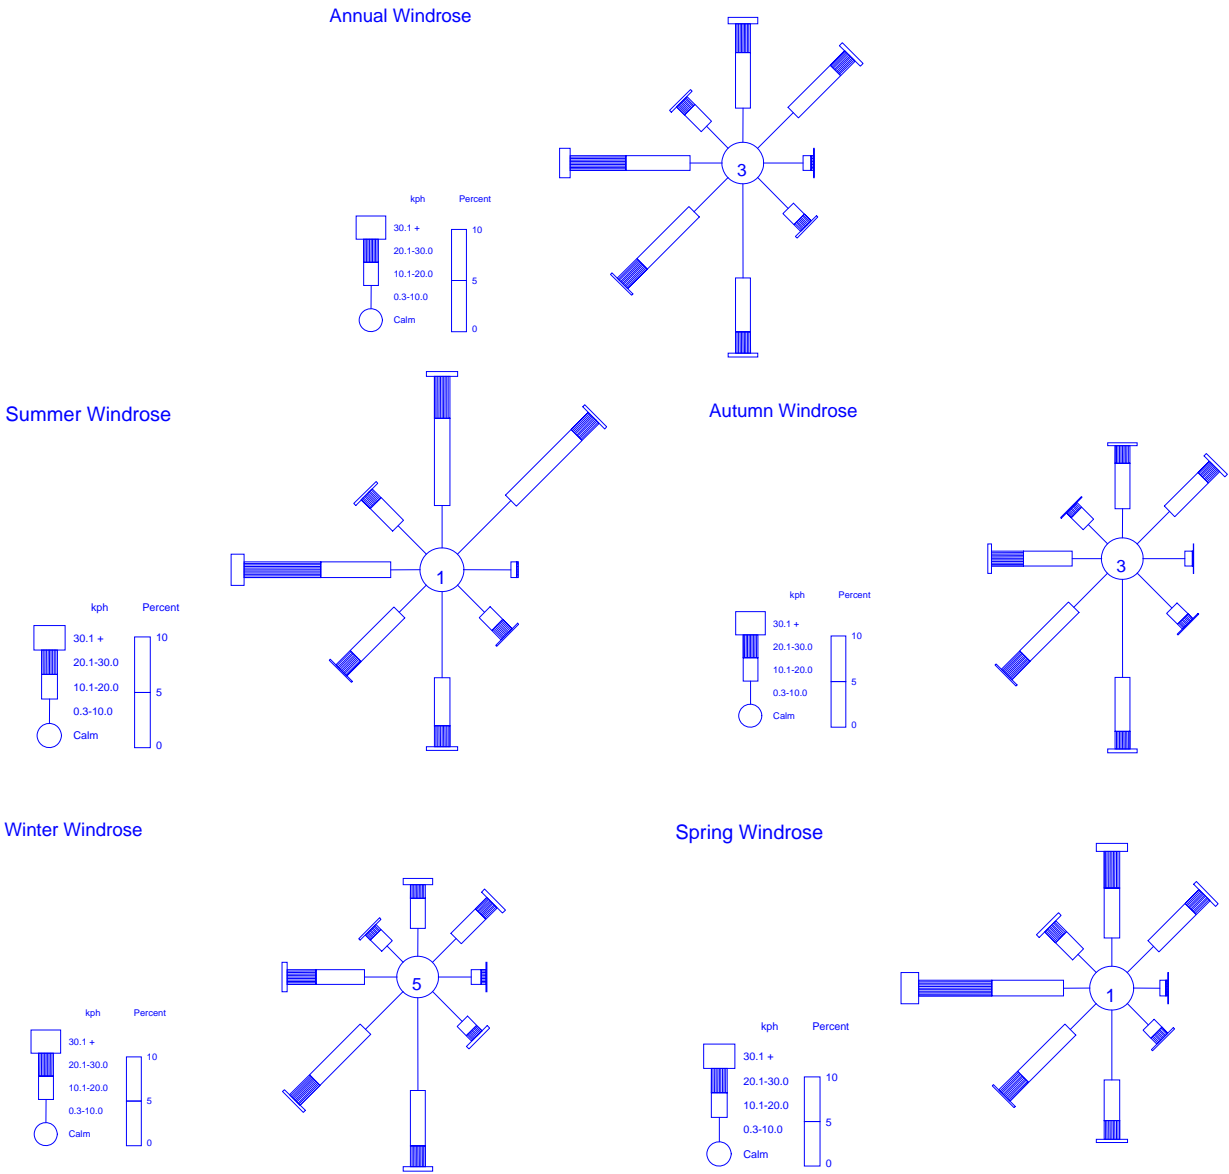 Annual Windrose
3
kph Percent
30.1 + 10
20.1-30.0
10.1-20.0 5
0.3-10.0
Calm 0
Summer Windrose
1
kph Percent
30.1 + 10
20.1-30.0
10.1-20.0 5
0.3-10.0
Calm 0
Autumn Windrose
3
kph Percent
30.1 + 10
20.1-30.0
10.1-20.0 5
0.3-10.0
Calm 0
Winter Windrose
5
kph Percent
30.1 + 10
20.1-30.0
10.1-20.0 5
0.3-10.0
Calm 0
Spring Windrose
1
kph Percent
30.1 + 10
20.1-30.0
10.1-20.0 5
0.3-10.0
Calm 0